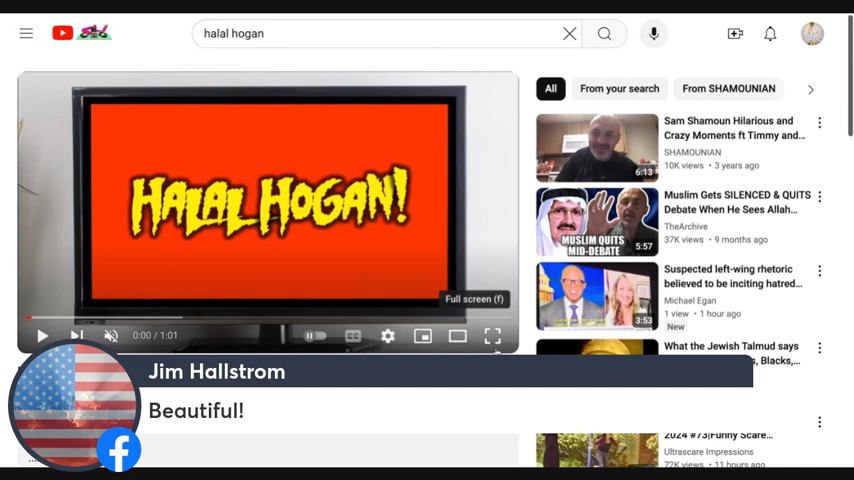 halal hogan
All
From your search
From SHAMOUNIAN
HALAL HOGAN!
Full screen (f)
0:00 / 1:01
CC
Sam Shamoun Hilarious and
Crazy Moments ft Timmy and...
SHAMOUNIAN
10K views • 3 years ago
6:13
Muslim Gets SILENCED & QUITS
Debate When He Sees Allah...
TheArchive
37K views • 9 months ago
MUSLIM QUITS
MID-DEBATE
5:57
Suspected left-wing rhetoric
believed to be inciting hatred...
Michael Egan
1 view • 1 hour ago
New
3:53
What the Jewish Talmud says
, Blacks,...
Jim Hallstrom
Beautiful!
2024 #73|Funny Scare...
Ultrascare Impressions
72K views • 11 hours ago